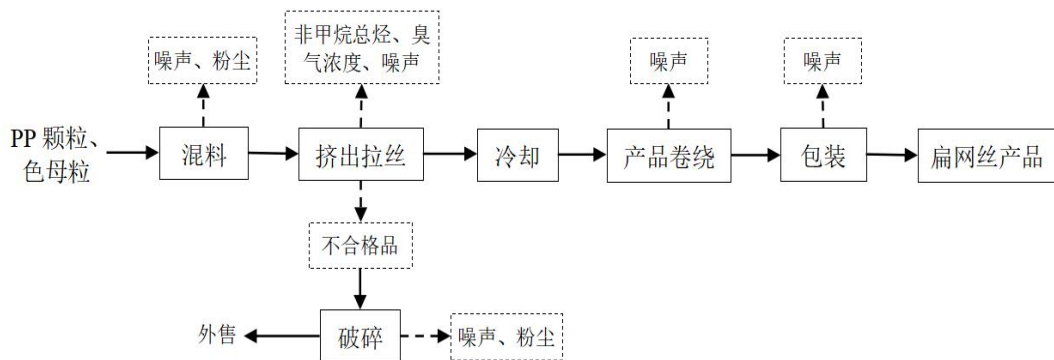 非甲烷总烃、臭
气浓度、噪声
噪声、粉尘
噪声
噪声
PP 颗粒、
色母粒
混料
挤出拉丝
冷却
产品卷绕
包装
扁网丝产品
不合格品
外售
破碎
噪声、粉尘